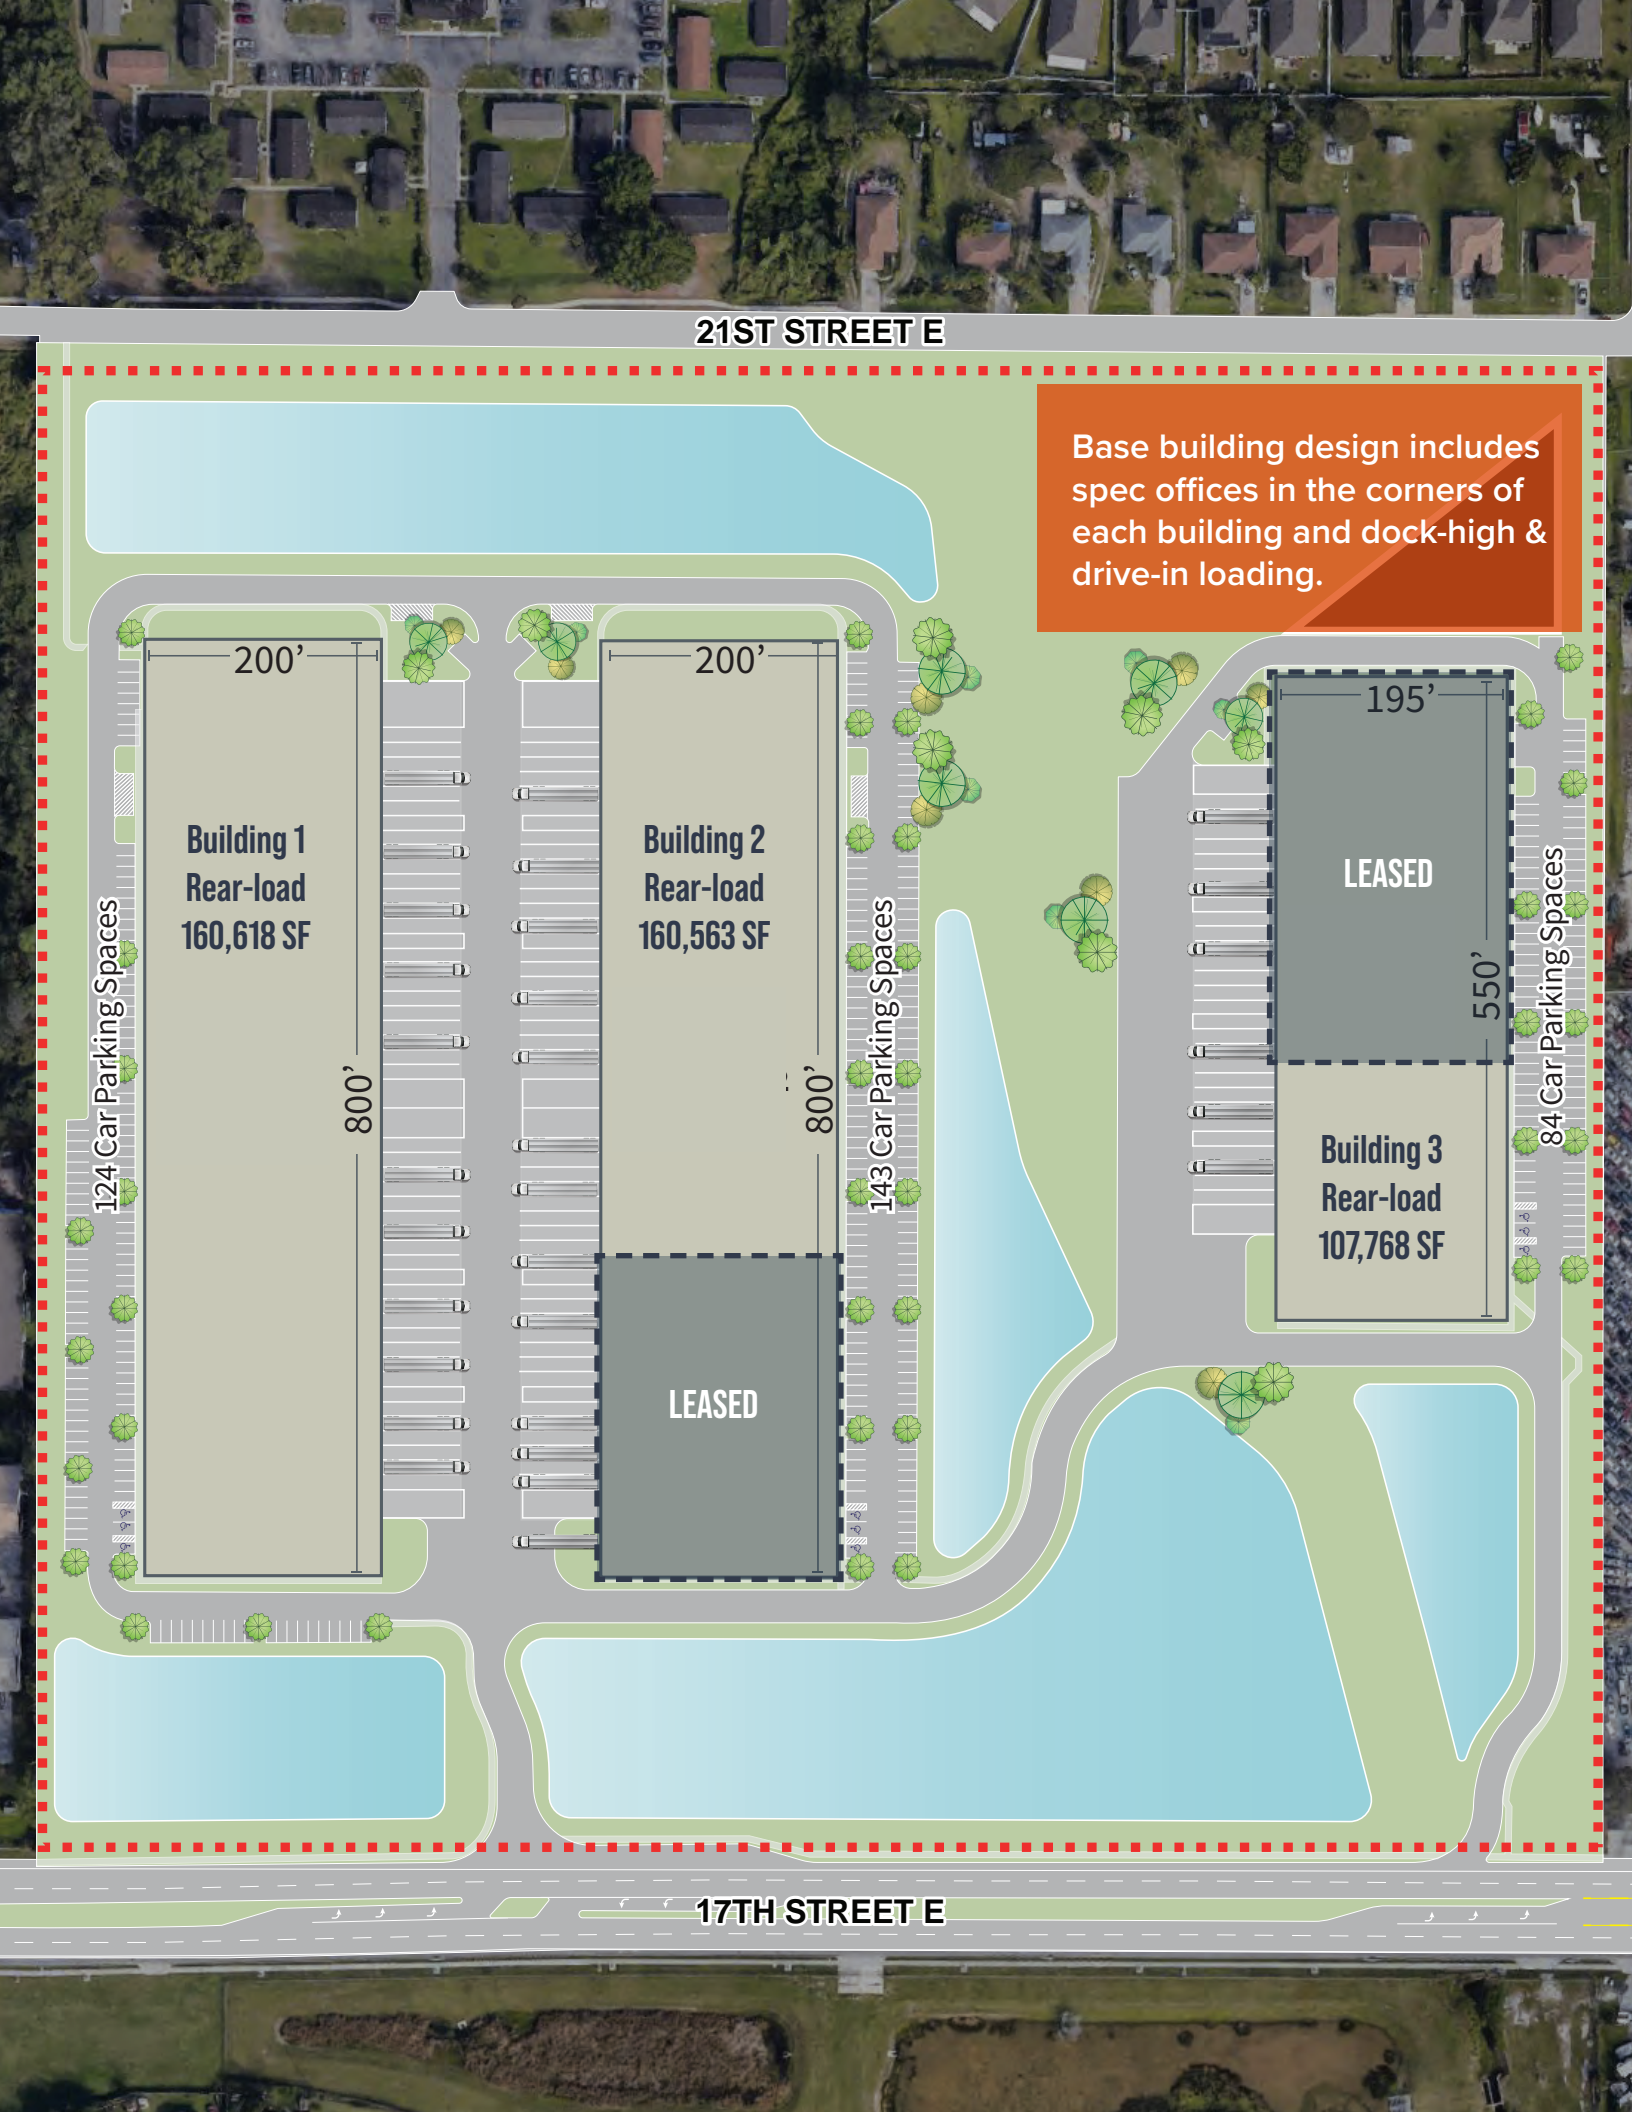 21ST STREET E
Base building design includes
spec offices in the corners of
each building and dock-high &
drive-in loading.
200’
200’
195’
Building 1
Rear-load
160,618 SF
Building 2
Rear-load
160,563 SF
LEASED
124 Car Parking Spaces
800’
800’
143 Car Parking Spaces
550’
84 Car Parking Spaces
Building 3
Rear-load
107,768 SF
LEASED
17TH STREET E